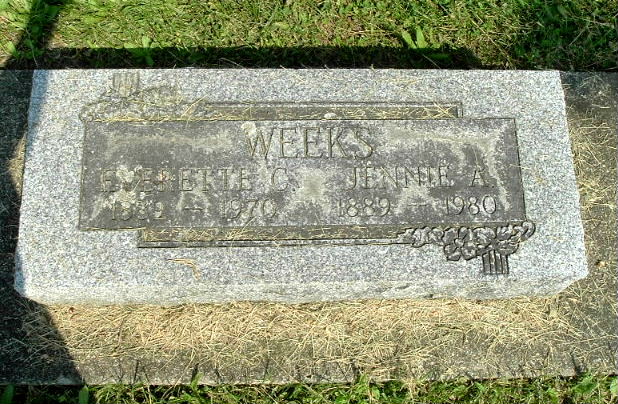 WEEKS
EVERETTE C. JENNIE A.
– 1970 1889 – 1980